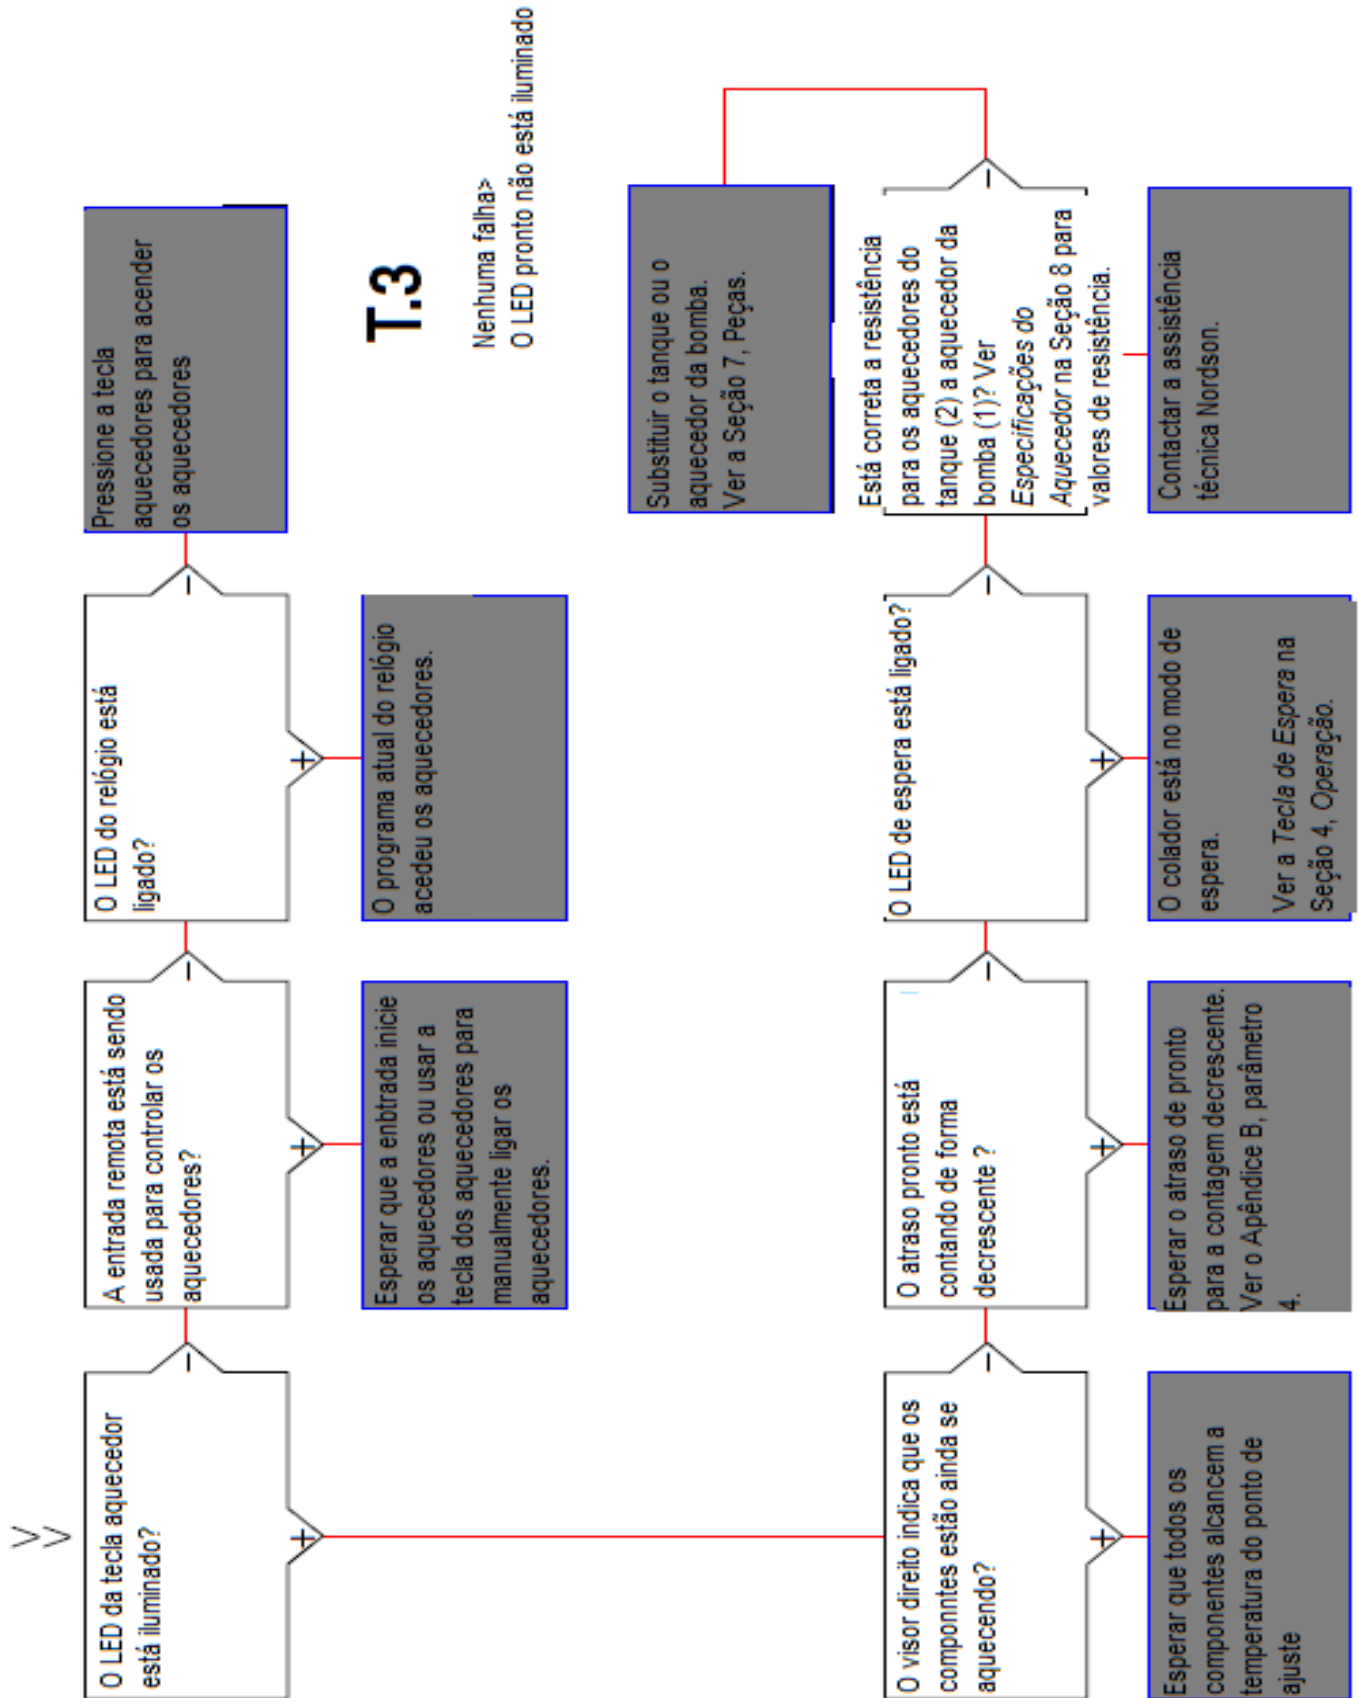 T.3
Nenhuma falha>
O LED pronto não está iluminado
>>
O LED da tecla aquecedor
está iluminado?
-
+
A entrada remota está sendo
usada para controlar os
aquecedores?
-
+
O LED do relógio está
ligado?
-
+
Pressione a tecla
aquecedores para acender
os aquecedores
Esperar que a enbtrada inicie
os aquecedores ou usar a
tecla dos aquecedores para
manualmente ligar os
aquecedores.
O programa atual do relógio
acedeu os aquecedores.
O visor direito indica que os
componntes estão ainda se
aquecendo?
-
+
O atraso pronto está
contando de forma
decrescente ?
-
+
O LED de espera está ligado?
-
+
Está correta a resistência
para os aquecedores do
tanque (2) a aquecedor da
bomba (1)? Ver
Especificações do
Aquecedor na Seção 8 para
valores de resistência.
-
Substituir o tanque ou o
aquecedor da bomba.
Ver a Seção 7, Peças.
Esperar que todos os
componentes alcancem a
temperatura do ponto de
ajuste
Esperar o atraso de pronto
para a contagem decrescente.
Ver o Apêndice B, parâmetro
4.
O colador está no modo de
espera.
Ver a Tecla de Espera na
Seção 4, Operação.
Contactar a assistência
técnica Nordson.